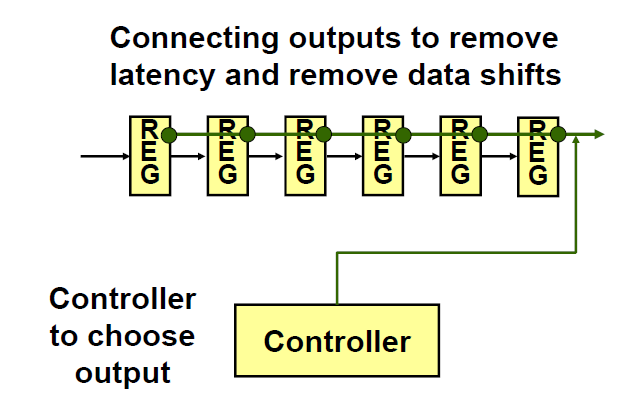 Connecting outputs to remove
latency and remove data shifts
REG REG REG REG REG REG
Controller
to choose
output
Controller